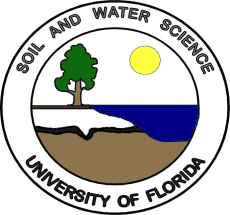 SOIL AND WATER SCIENCE
UNIVERSITY OF FLORIDA